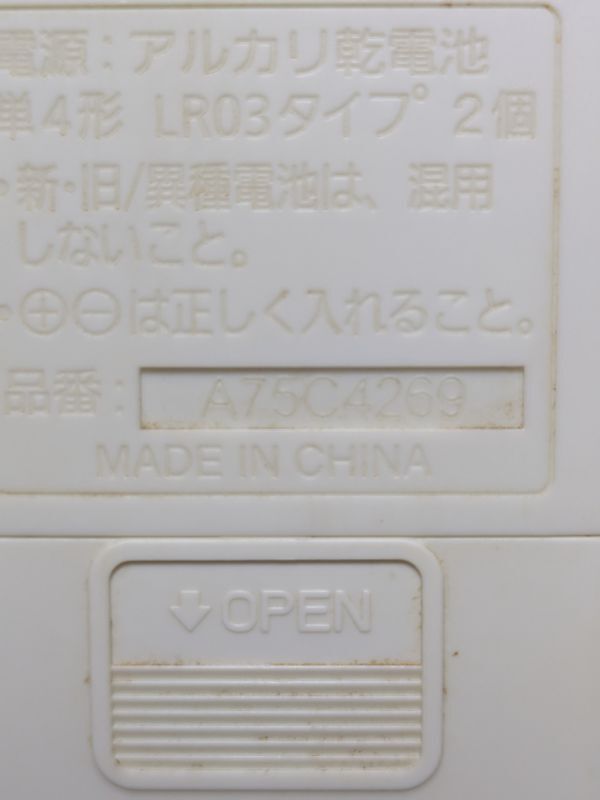 電源：アルカリ乾電池
単4形 LR03タイプ 2個
・新・旧/異種電池は、混用
しないこと。
・⊕⊖は正しく入れること。
品番： A75C4269
MADE IN CHINA
↓OPEN